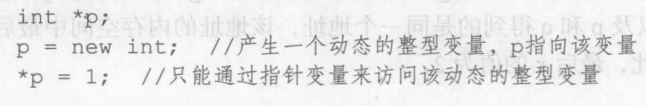 int *p;
p = new int;  //产生一个动态的整型变量，p指向该变量
*p = 1;  //只能通过指针变量来访问该动态的整型变量